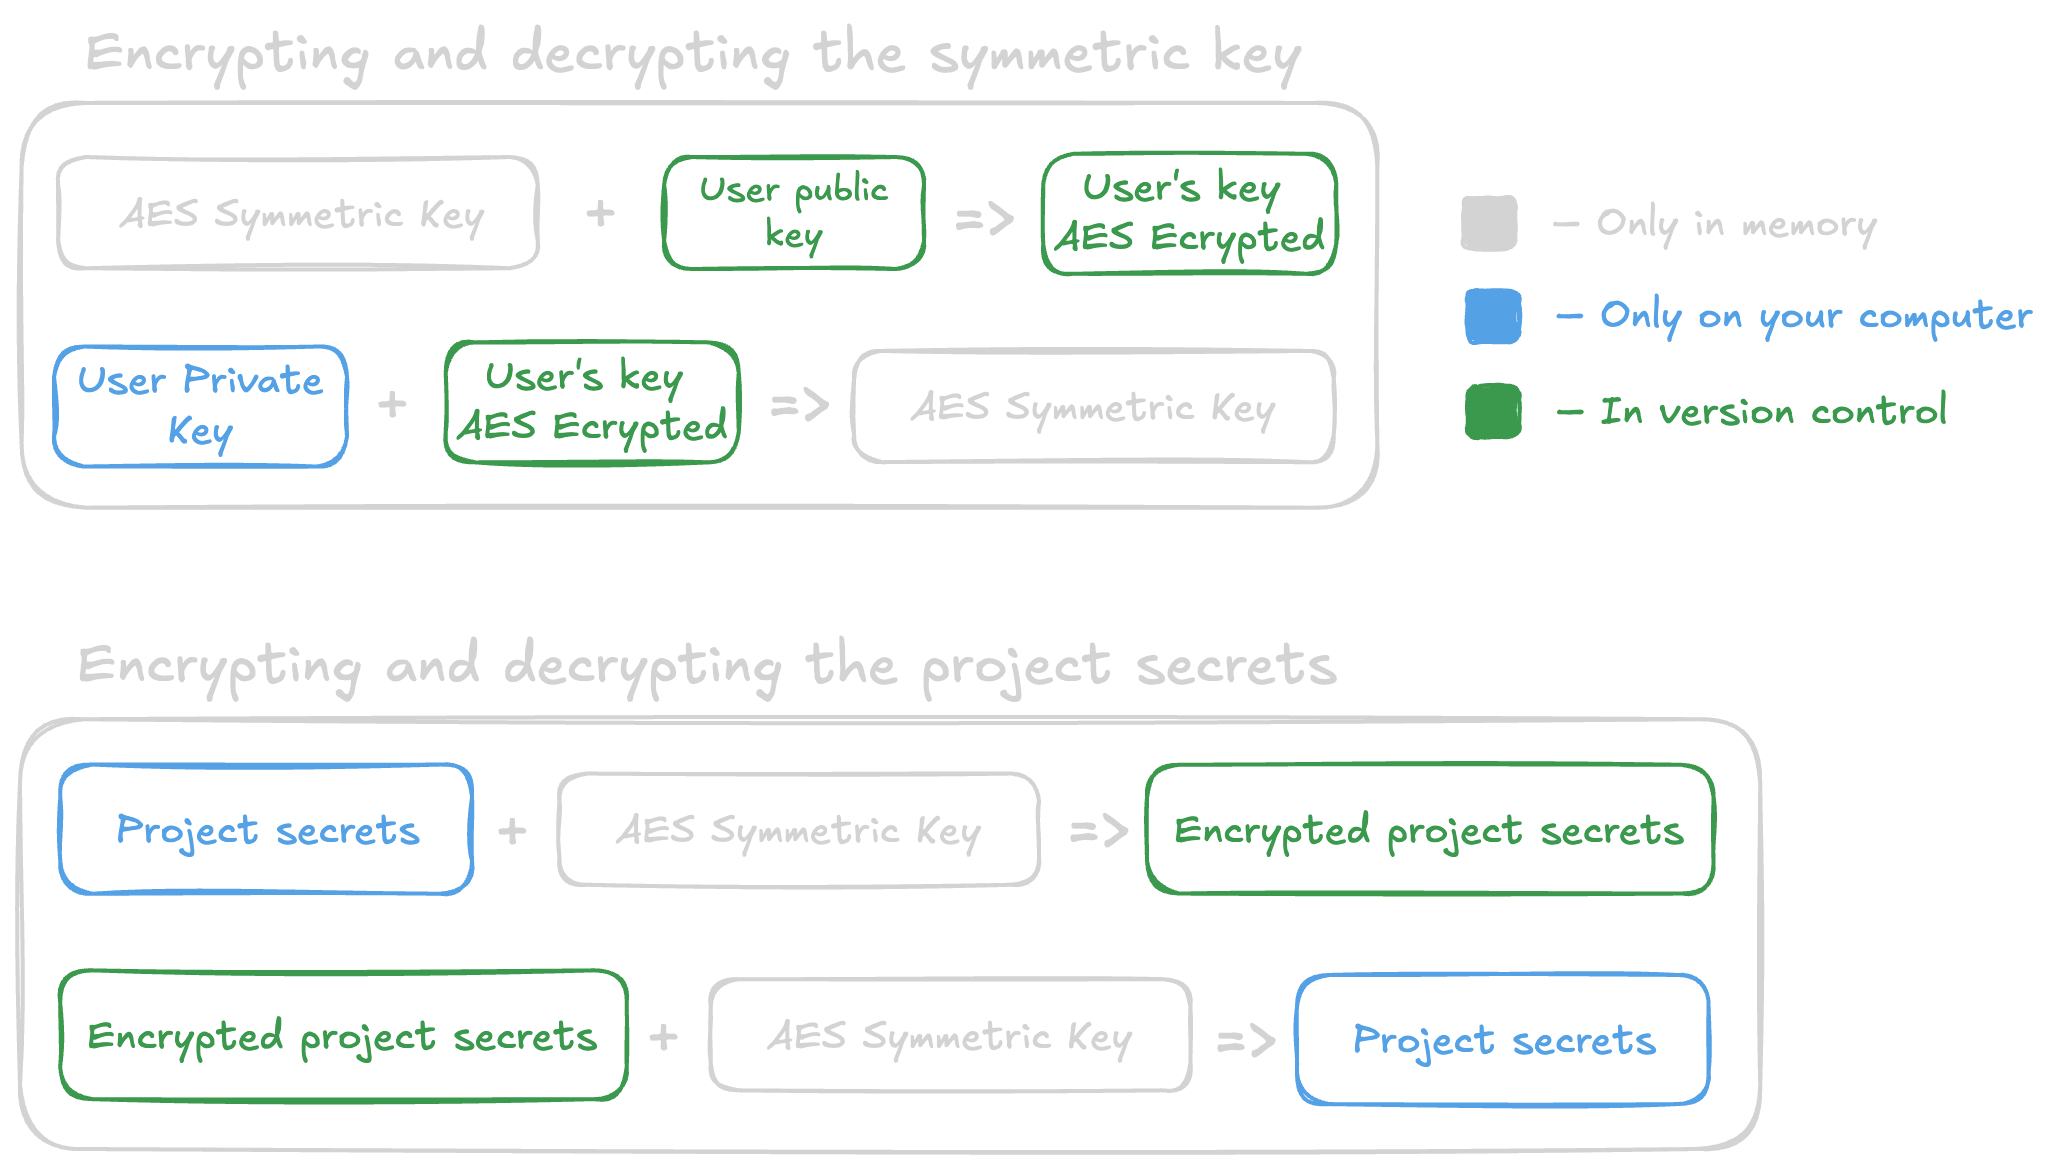 Encrypting and decrypting the symmetric key
AES Symmetric Key
+
User public
key
=>
User's key
AES Ecrypted
User Private
Key
+
User's key
AES Ecrypted
=>
AES Symmetric Key
– Only in memory
– Only on your computer
– In version control
Encrypting and decrypting the project secrets
Project secrets
+
AES Symmetric Key
=>
Encrypted project secrets
Encrypted project secrets
+
AES Symmetric Key
=>
Project secrets